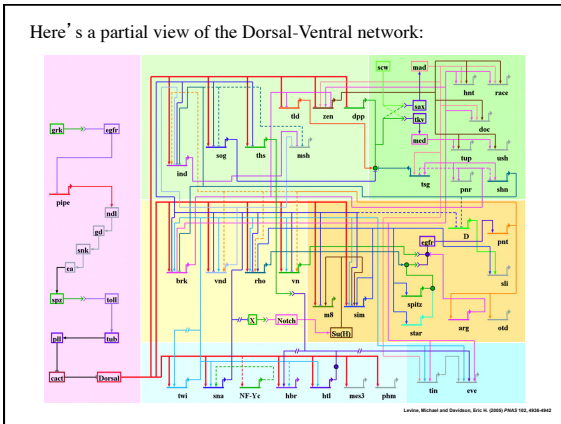 Here's a partial view of the Dorsal-Ventral network:
scw mad
hnt race
tld zen dpp
sax
grk egfr
tkv
doc
med
sog ths msh
ind
tup ush
tsg
pnr shn
pipe
ndl
gd
D pnt
snk
egfr
ea
brk vnd rho vn
sli
spz toll
m8 sim
spitz
X Notch
arg otd
star
Su(H)
pll tub
cact Dorsal
twi sna NF-Yc hbr htl mes3 phm
tin eve
Levine, Michael and Davidson, Eric H. (2005) PNAS 102, 4936-4942